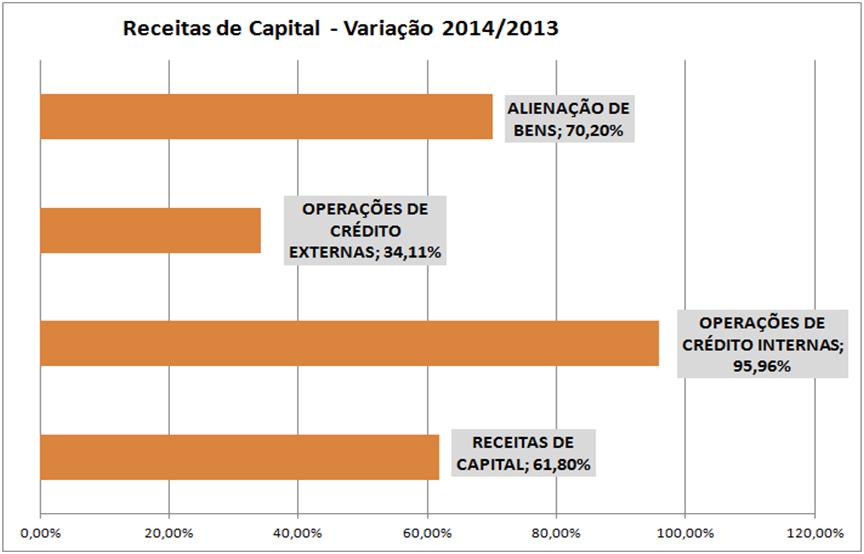 Receitas de Capital - Variação 2014/2013
ALIENAÇÃO DE
BENS; 70,20%
OPERAÇÕES DE
CRÉDITO
EXTERNAS; 34,11%
OPERAÇÕES DE
CRÉDITO INTERNAS;
95,96%
RECEITAS DE
CAPITAL; 61,80%
0,00% 20,00% 40,00% 60,00% 80,00% 100,00% 120,00%